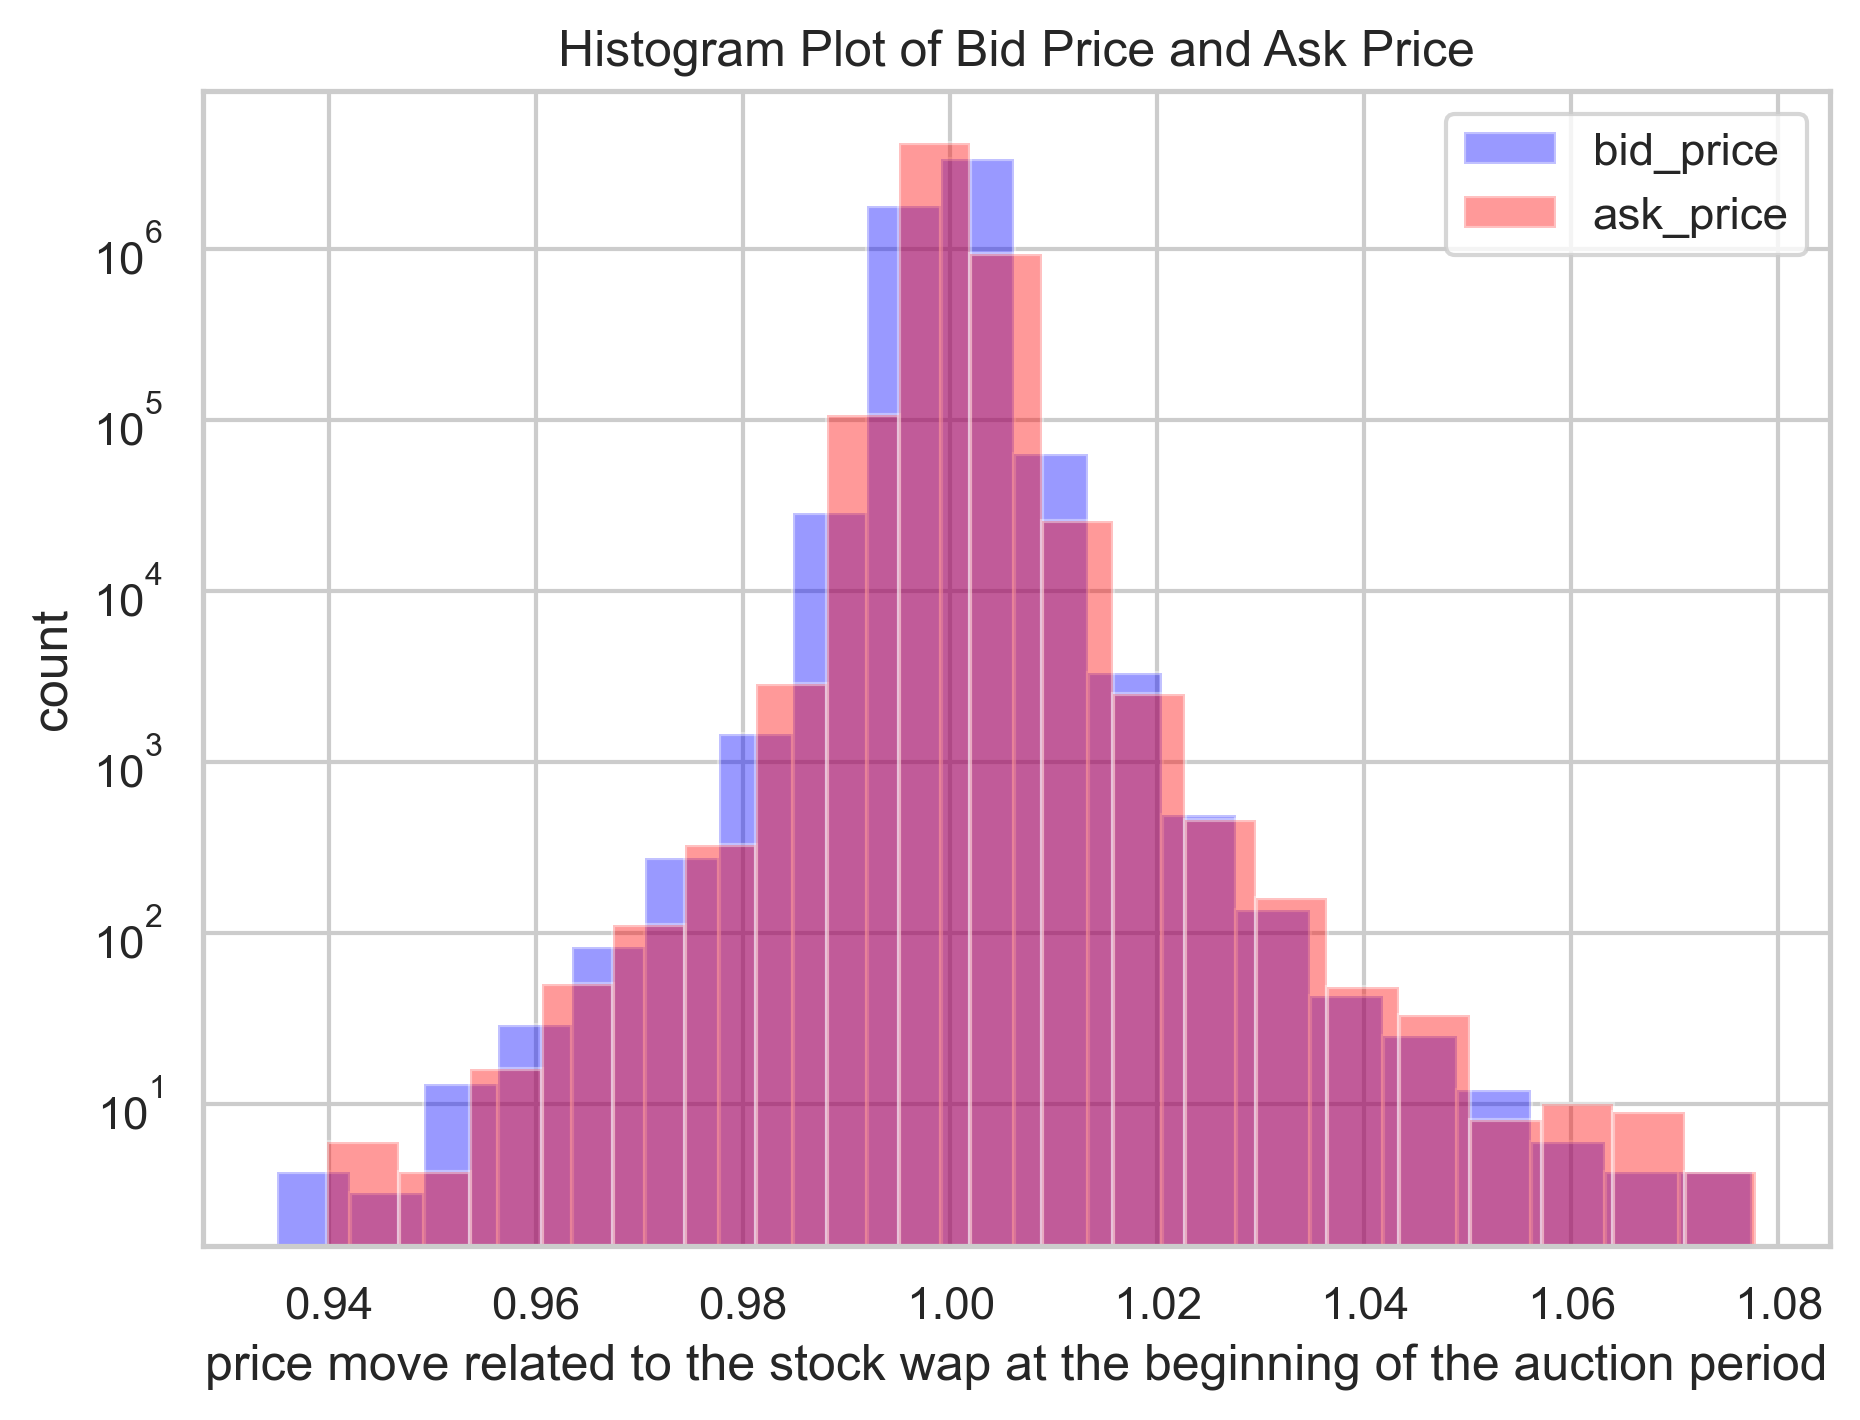 Histogram Plot of Bid Price and Ask Price
bid_price
ask_price
10^6
10^5
10^4
10^3
10^2
10^1
count
0.94 0.96 0.98 1.00 1.02 1.04 1.06 1.08
price move related to the stock wap at the beginning of the auction period